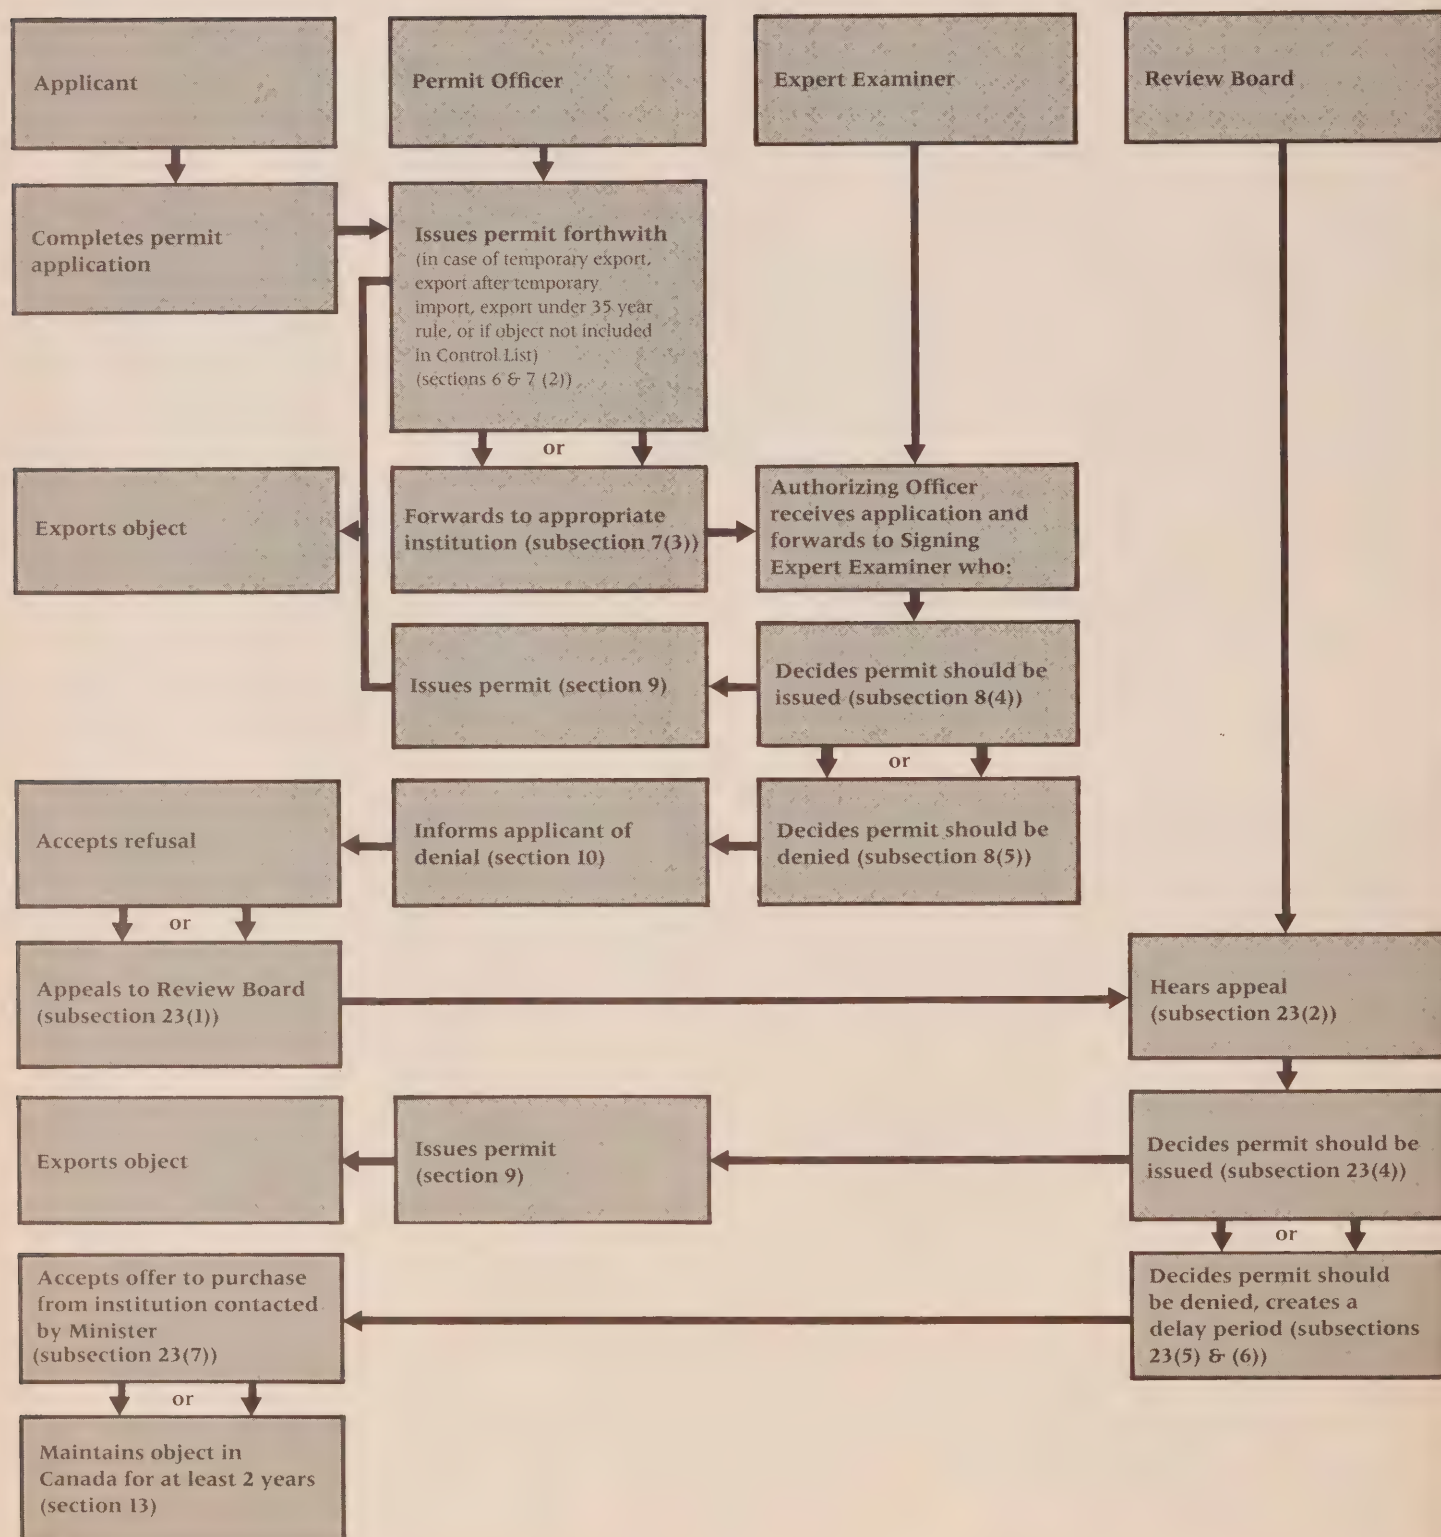 Applicant
Permit Officer
Expert Examiner
Review Board
Completes permit
application
Issues permit forthwith
(in case of temporary export,
export after temporary
import, export under 35 year
rule, or if object not included
in Control List)
(sections 6 & 7 (2))
or
Exports object
Forwards to appropriate
institution (subsection 7(3))
Authorizing Officer
receives application and
forwards to Signing
Expert Examiner who:
Issues permit (section 9)
Decides permit should be
issued (subsection 8(4))
or
Accepts refusal
Informs applicant of
denial (section 10)
Decides permit should be
denied (subsection 8(5))
or
Appeals to Review Board
(subsection 23(1))
Hears appeal
(subsection 23(2))
Exports object
Issues permit
(section 9)
Decides permit should be
issued (subsection 23(4))
or
Accepts offer to purchase
from institution contacted
by Minister
(subsection 23(7))
Decides permit should
be denied, creates a
delay period (subsections
23(5) & (6))
or
Maintains object in
Canada for at least 2 years
(section 13)